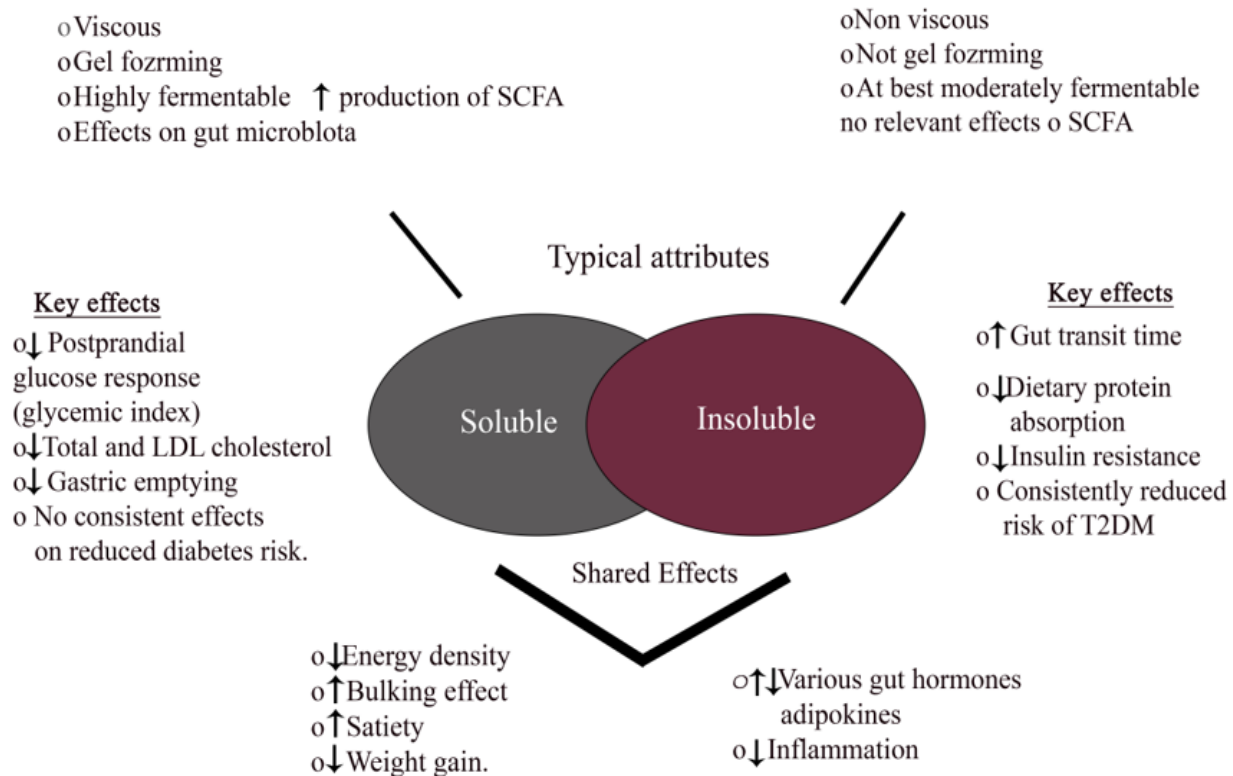 o Viscous
o Gel fozrming
o Highly fermentable ↑ production of SCFA
o Effects on gut microblota
o Non viscous
o Not gel fozrming
o At best moderately fermentable
no relevant effects o SCFA
Typical attributes
Key effects
o↓ Postprandial
glucose response
(glycemic index)
o↓ Total and LDL cholesterol
o↓ Gastric emptying
o No consistent effects
on reduced diabetes risk.
Soluble
Insoluble
Key effects
o↑ Gut transit time
o↓ Dietary protein
absorption
o↓ Insulin resistance
o Consistently reduced
risk of T2DM
Shared Effects
o↓ Energy density
o↑ Bulking effect
o↑ Satiety
o↓ Weight gain.
o↑↓ Various gut hormones
adipokines
o↓ Inflammation